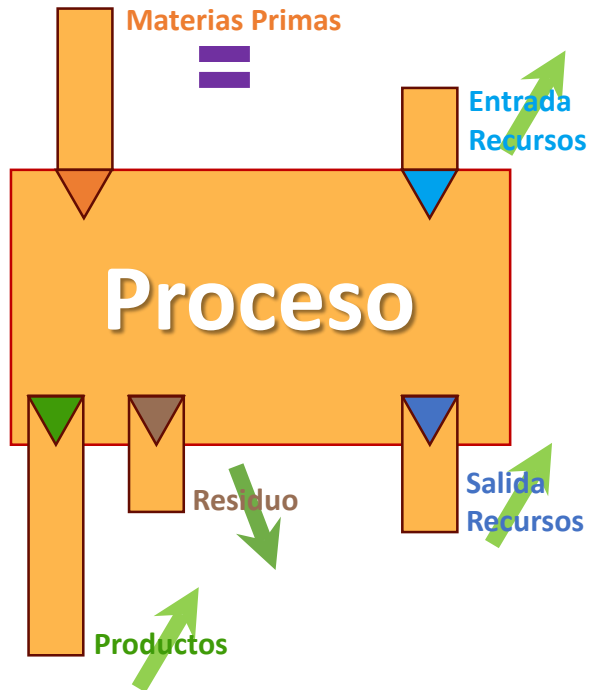 Materias Primas
Entrada
Recursos
Proceso
Residuo
Salida
Recursos
Productos